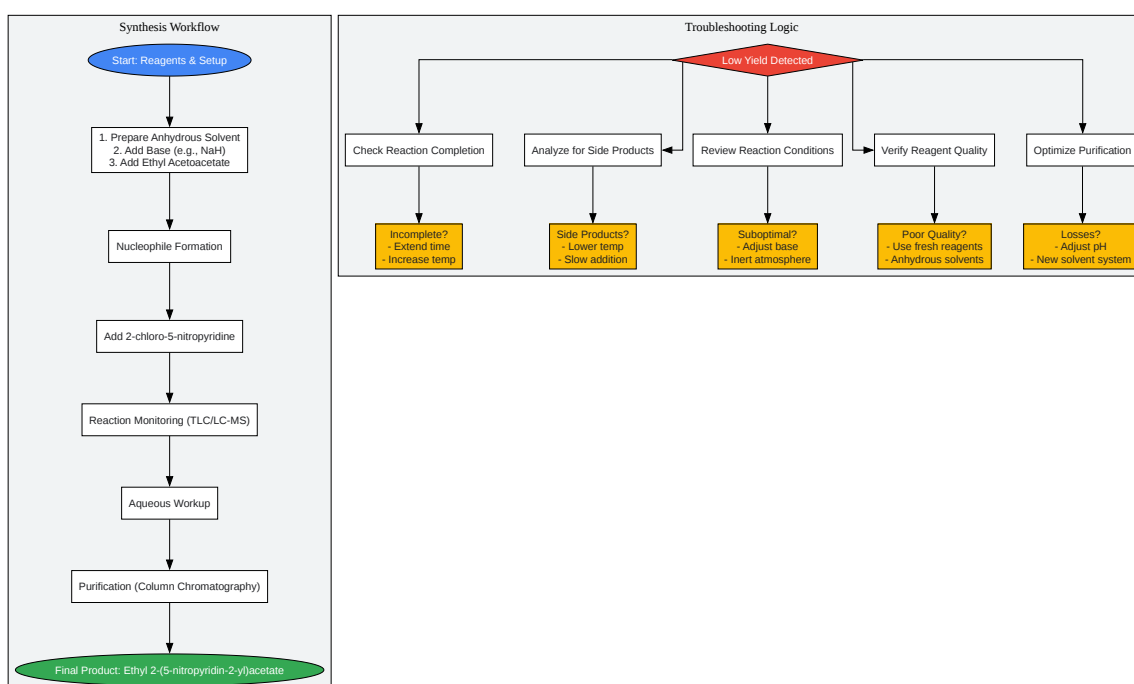 Synthesis Workflow
Start: Reagents & Setup
1. Prepare Anhydrous Solvent
2. Add Base (e.g., NaH)
3. Add Ethyl Acetoacetate
Nucleophile Formation
Add 2-chloro-5-nitropyridine
Reaction Monitoring (TLC/LC-MS)
Aqueous Workup
Purification (Column Chromatography)
Final Product: Ethyl 2-(5-nitropyridin-2-yl)acetate
Troubleshooting Logic
Low Yield Detected
Check Reaction Completion
Analyze for Side Products
Review Reaction Conditions
Verify Reagent Quality
Optimize Purification
Incomplete?
- Extend time
- Increase temp
Side Products?
- Lower temp
- Slow addition
Suboptimal?
- Adjust base
- Inert atmosphere
Poor Quality?
- Use fresh reagents
- Anhydrous solvents
Losses?
- Adjust pH
- New solvent system